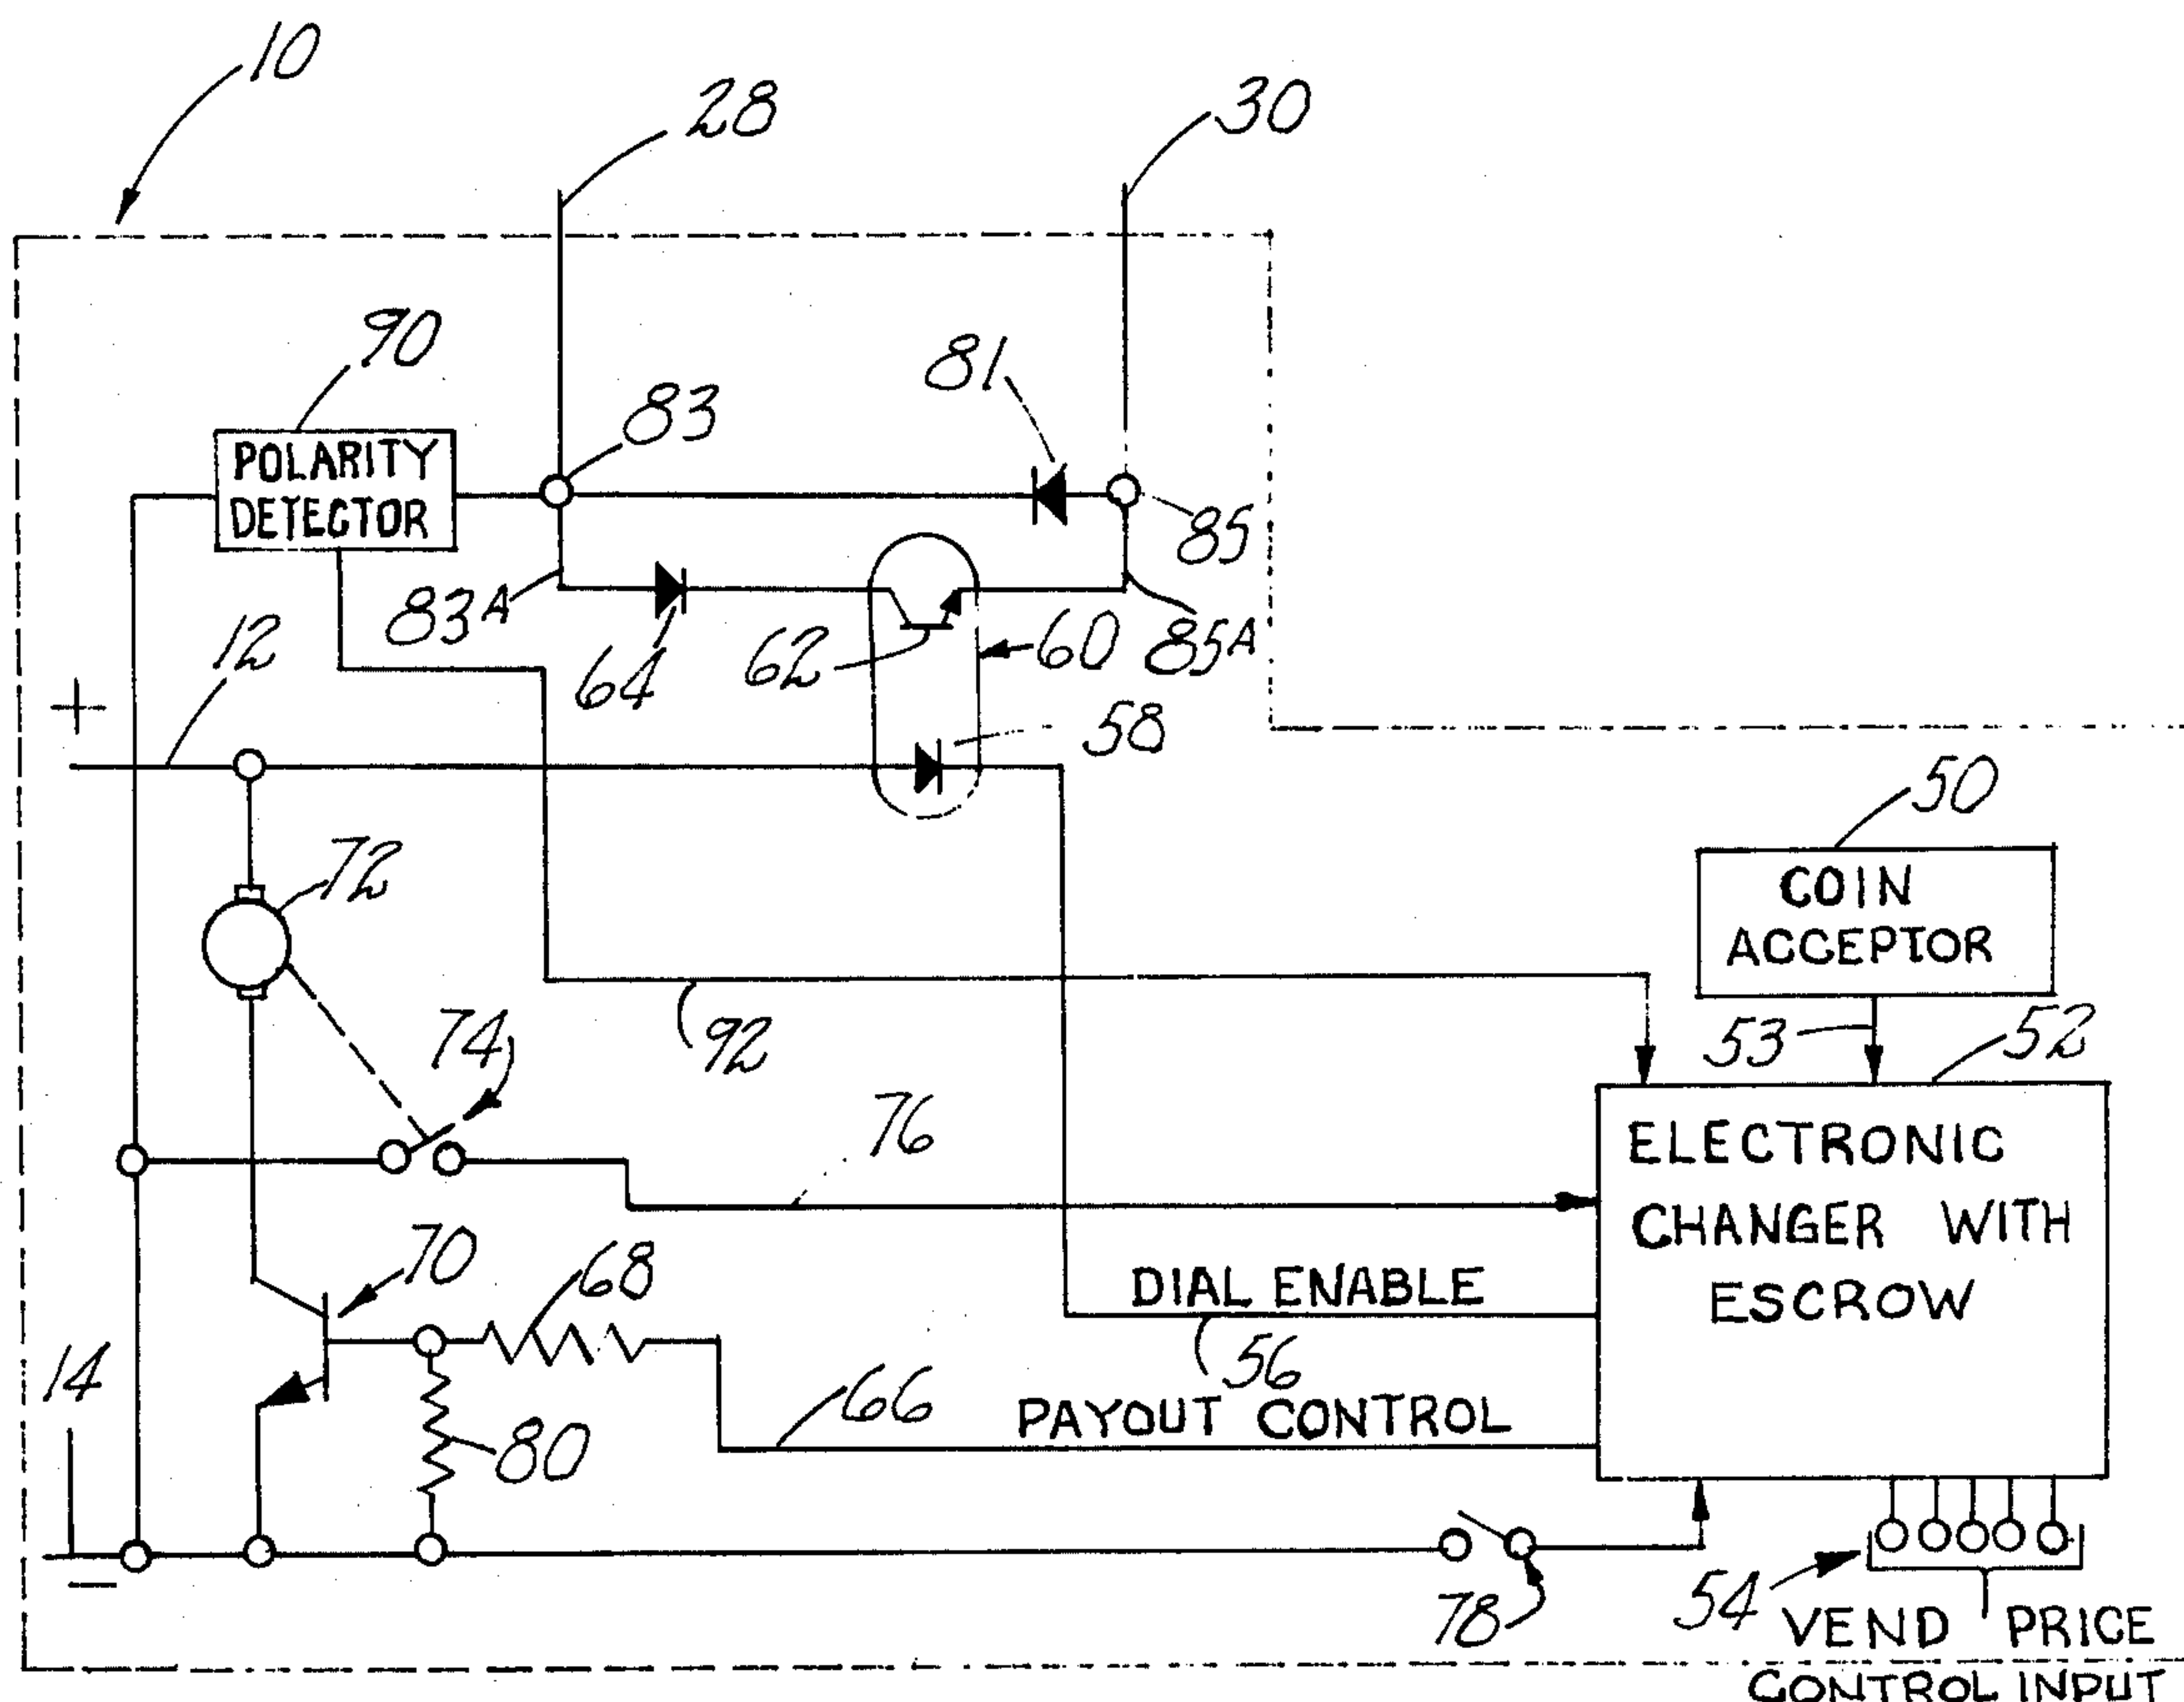 10
28
30
90
81
83
POLARITY
DETECTOR
85
83A
64
62
60
85A
12
+
58
50
COIN
ACCEPTOR
72
74
92
53
52
76
ELECTRONIC
CHANGER WITH
ESCROW
70
68
DIAL ENABLE
56
14
66
PAYOUT CONTROL
80
−
78
54
VEND PRICE
CONTROL INPUT